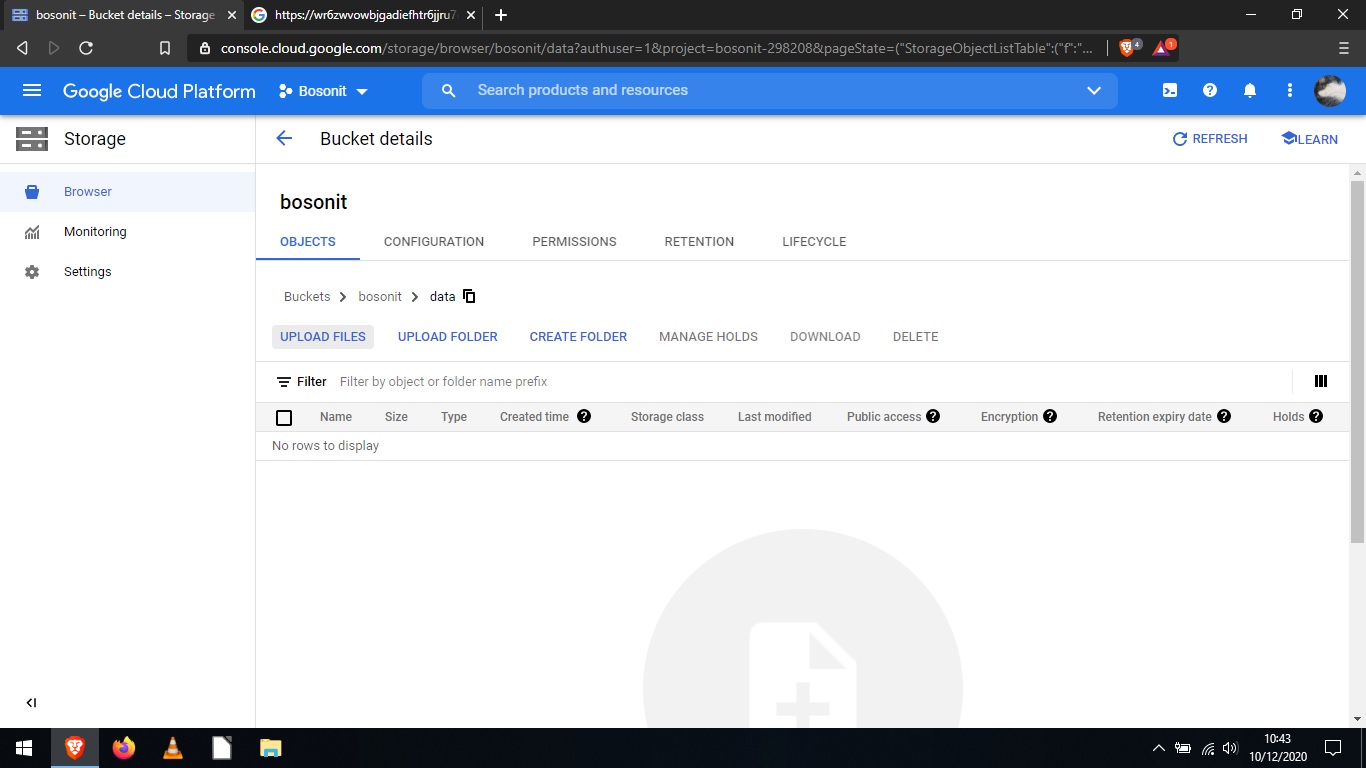 bosonit – Bucket details – Storage
https://wr6zwvowbjgadiefhtr6jjru7
console.cloud.google.com/storage/browser/bosonit/data?authuser=1&project=bosonit-298208&pageState=("StorageObjectListTable":("f":"...
4
1
Google Cloud Platform
Bosonit
Search products and resources
Storage
Bucket details
REFRESH
LEARN
Browser
Monitoring
Settings
bosonit
OBJECTS CONFIGURATION PERMISSIONS RETENTION LIFECYCLE
Buckets > bosonit > data
UPLOAD FILES UPLOAD FOLDER CREATE FOLDER MANAGE HOLDS DOWNLOAD DELETE
Filter Filter by object or folder name prefix
Name Size Type Created time ? Storage class Last modified Public access ? Encryption ? Retention expiry date ? Holds ?
No rows to display
10:43
10/12/2020